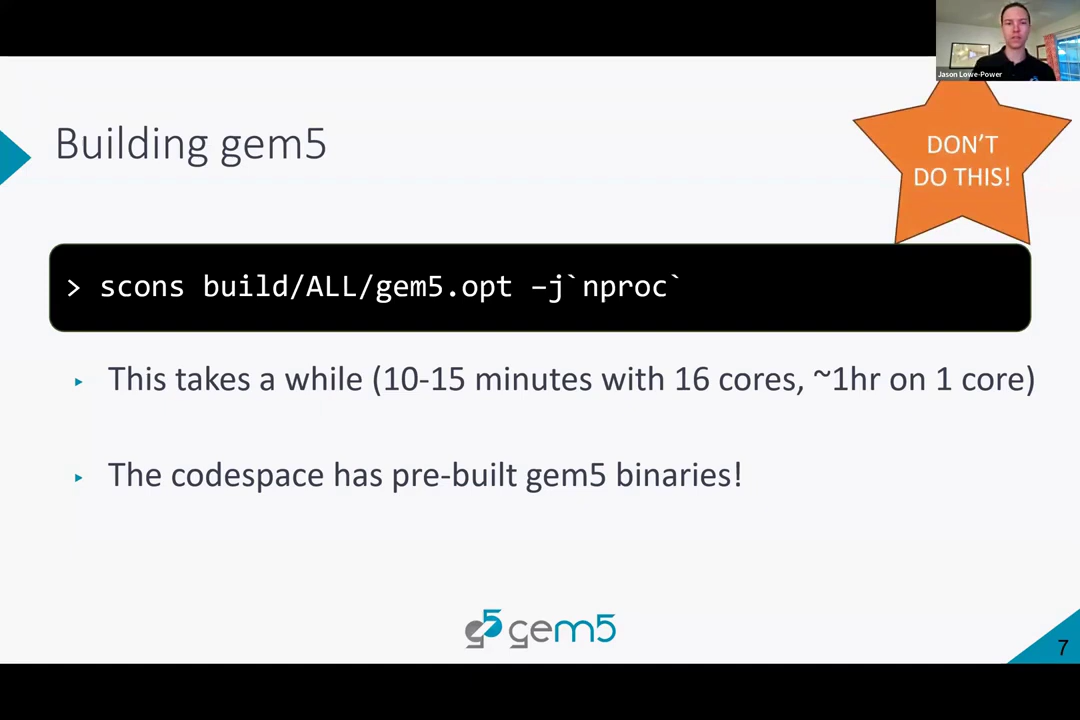 Jason Lowe-Power
Building gem5
DON'T
DO THIS!
> scons build/ALL/gem5.opt –j`nproc`
‣ This takes a while (10-15 minutes with 16 cores, ~1hr on 1 core)
‣ The codespace has pre-built gem5 binaries!
g5 gem5
7